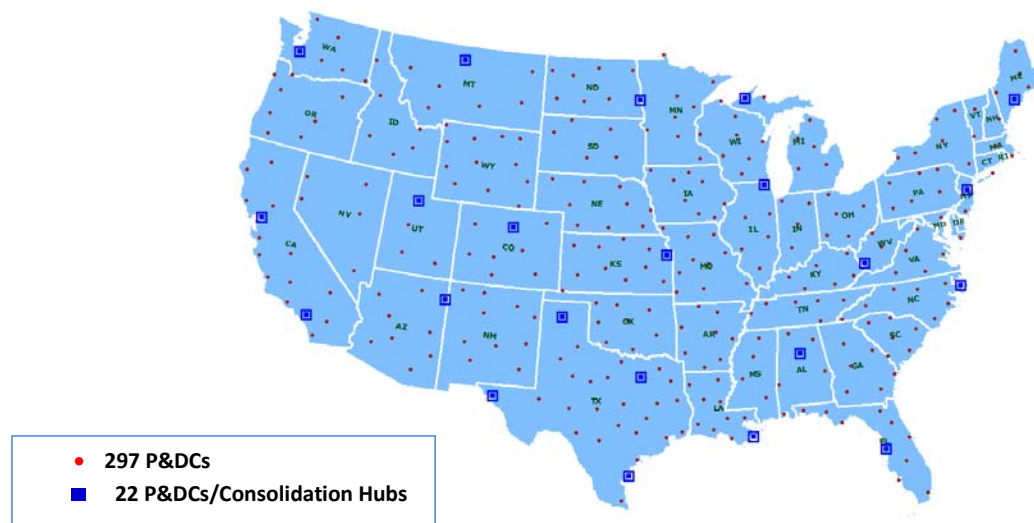 WA
MT
ND
MN
ME
OR
ID
SD
WI
MI
VT
NH
NY
MA
CT
RI
WY
IA
PA
NE
NV
UT
CO
IL
IN
OH
MD
DE
WV
VA
CA
KS
MO
KY
AZ
NM
OK
AR
TN
NC
SC
MS
AL
GA
TX
LA
297 P&DCs
22 P&DCs/Consolidation Hubs